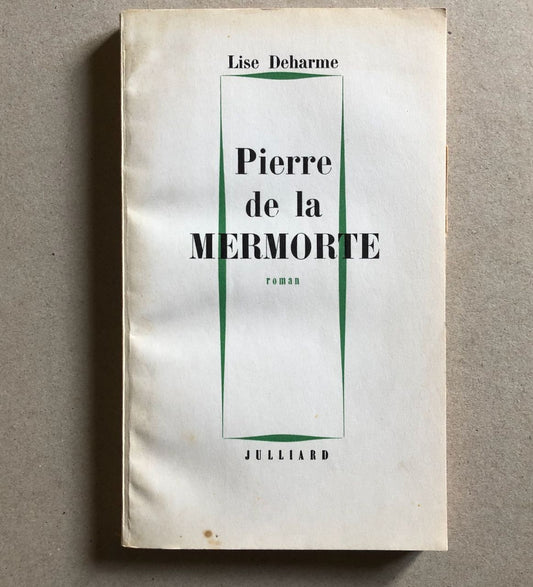 Lise Deharme
Pierre
de la
MERMORTE
roman
JULLIARD